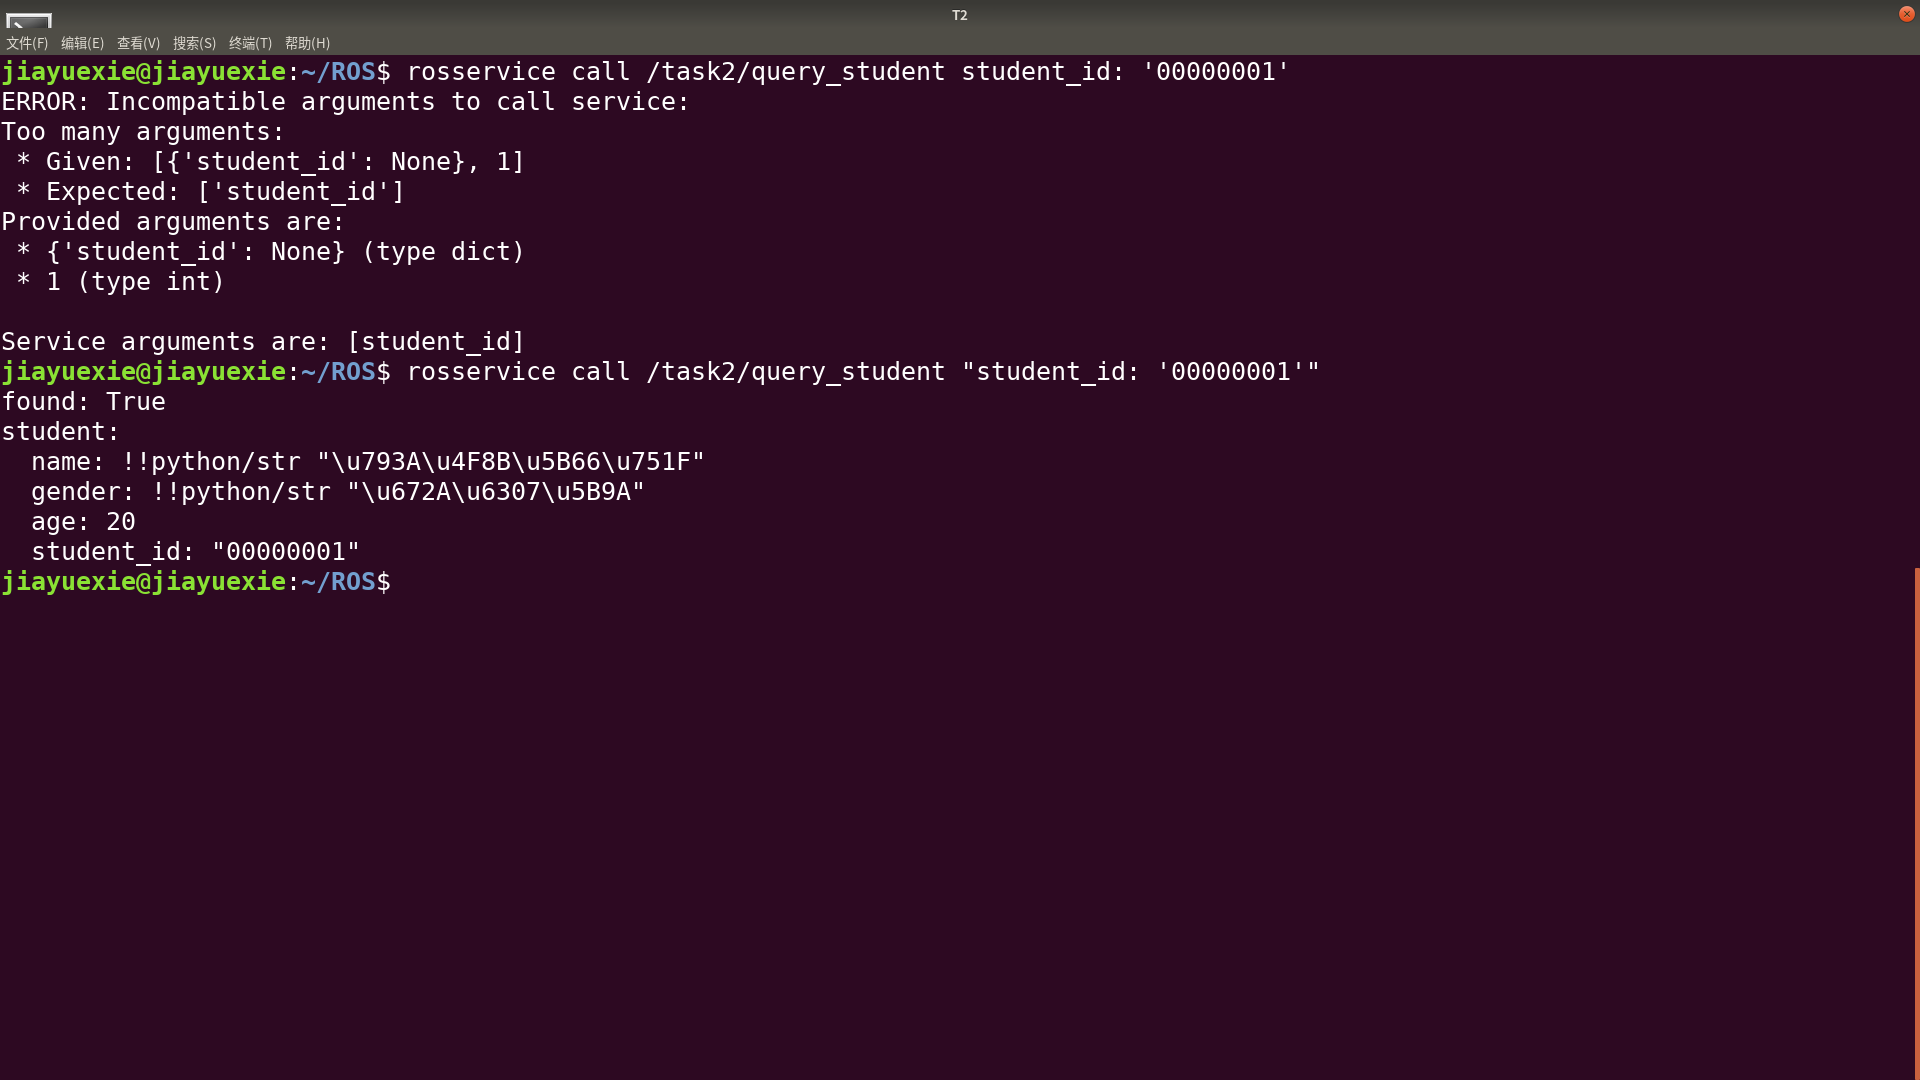 T2
文件(F) 编辑(E) 查看(V) 搜索(S) 终端(T) 帮助(H)
jiayuexie@jiayuexie:~/ROS$ rosservice call /task2/query_student student_id: '00000001'
ERROR: Incompatible arguments to call service:
Too many arguments:
 * Given: [{'student_id': None}, 1]
 * Expected: ['student_id']
Provided arguments are:
 * {'student_id': None} (type dict)
 * 1 (type int)

Service arguments are: [student_id]
jiayuexie@jiayuexie:~/ROS$ rosservice call /task2/query_student "student_id: '00000001'"
found: True
student:
  name: !!python/str "\u793A\u4F8B\u5B66\u751F"
  gender: !!python/str "\u672A\u6307\u5B9A"
  age: 20
  student_id: "00000001"
jiayuexie@jiayuexie:~/ROS$